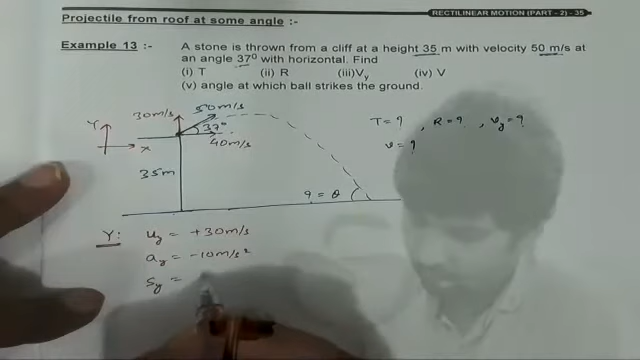 Projectile from roof at some angle :-
RECTILINEAR MOTION (PART - 2) - 35
Example 13 :- A stone is thrown from a cliff at a height 35 m with velocity 50 m/s at
an angle 37⁰ with horizontal. Find
(i) T (ii) R (iii) Vy (iv) V
(v) angle at which ball strikes the ground.
30m/s 50m/s
Y 37° T = ? , R = ? , vy = ?
X 40m/s v = ?
35m
? = θ
Y: uy = +30m/s
ay = -10m/s²
sy =